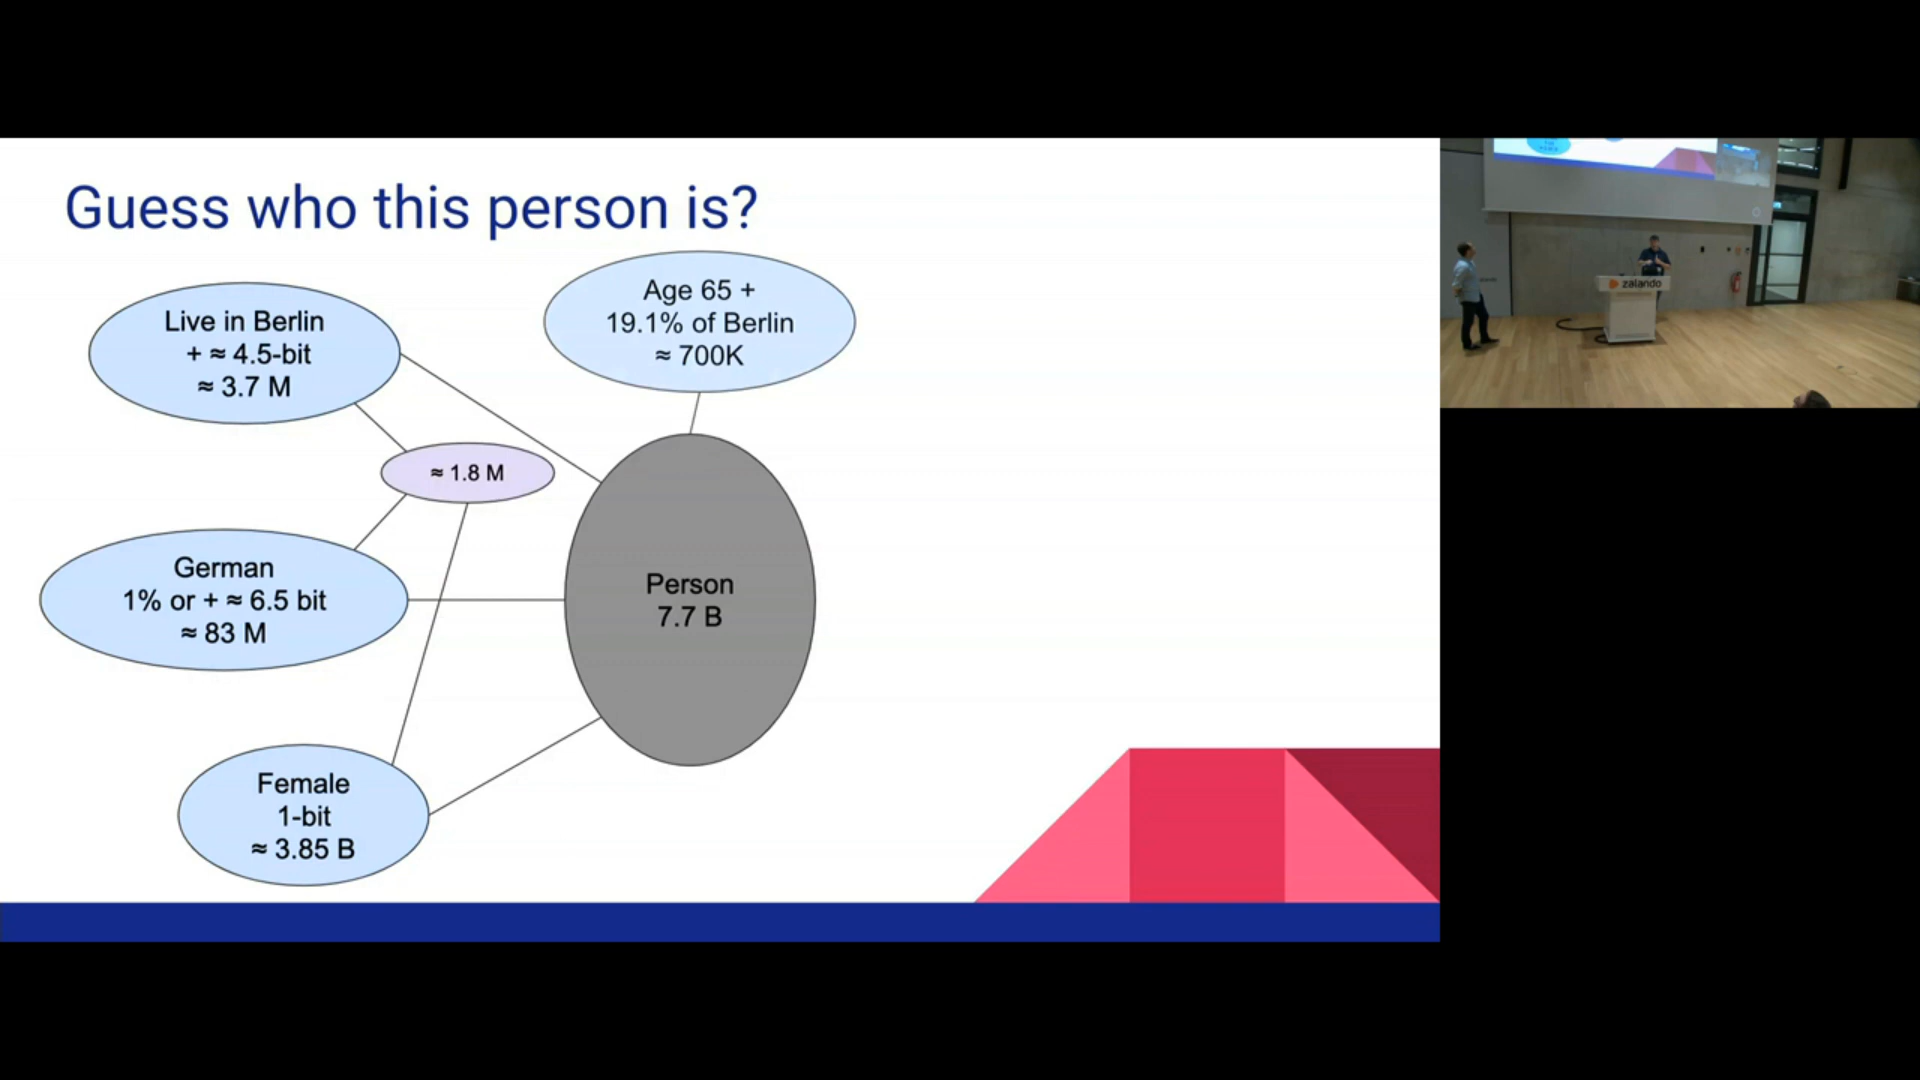 Guess who this person is?
Live in Berlin
+ ≈ 4.5-bit
≈ 3.7 M
Age 65 +
19.1% of Berlin
≈ 700K
≈ 1.8 M
German
1% or + ≈ 6.5 bit
≈ 83 M
Person
7.7 B
Female
1-bit
≈ 3.85 B
zalando